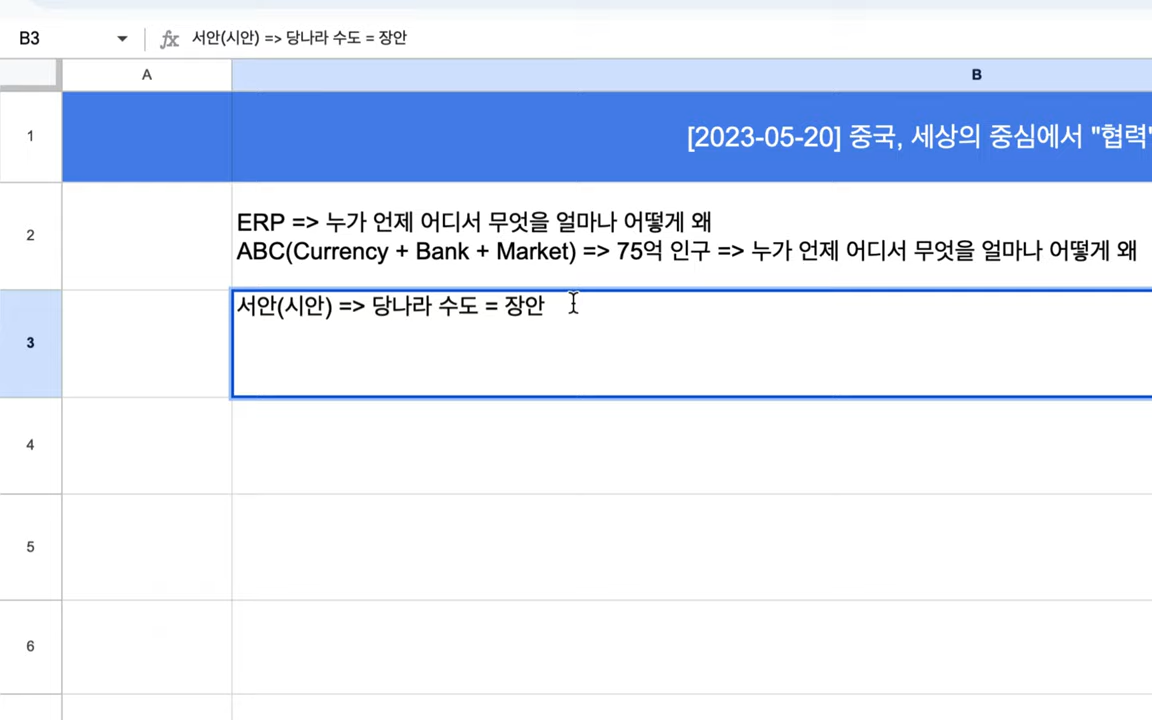 B3
fx 서안(시안) => 당나라 수도 = 장안
A
B
1
[2023-05-20] 중국, 세상의 중심에서 "협력"
2
ERP => 누가 언제 어디서 무엇을 얼마나 어떻게 왜
ABC(Currency + Bank + Market) => 75억 인구 => 누가 언제 어디서 무엇을 얼마나 어떻게 왜
3
서안(시안) => 당나라 수도 = 장안
4
5
6